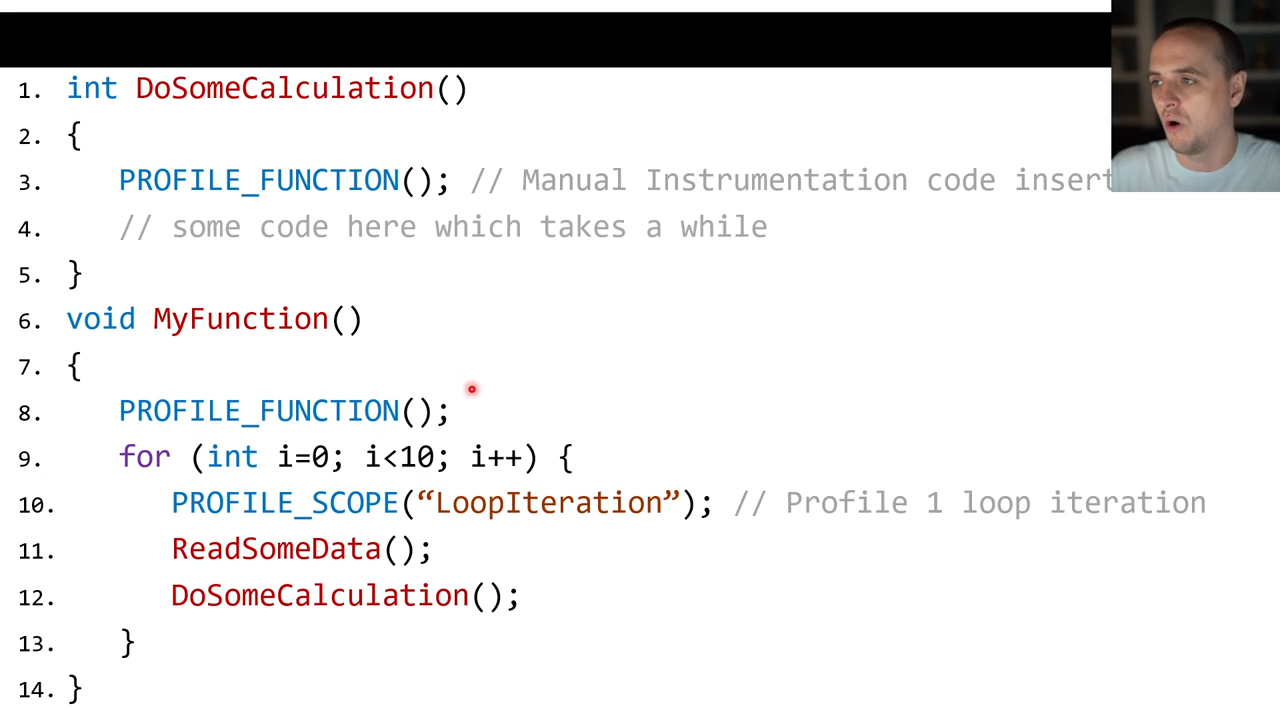 1. int DoSomeCalculation()
2. {
3. PROFILE_FUNCTION(); // Manual Instrumentation code
4. // some code here which takes a while
5. }
6. void MyFunction()
7. {
8. PROFILE_FUNCTION();
9. for (int i=0; i<10; i++) {
10. PROFILE_SCOPE(“LoopIteration”); // Profile 1 loop iteration
11. ReadSomeData();
12. DoSomeCalculation();
13. }
14. }